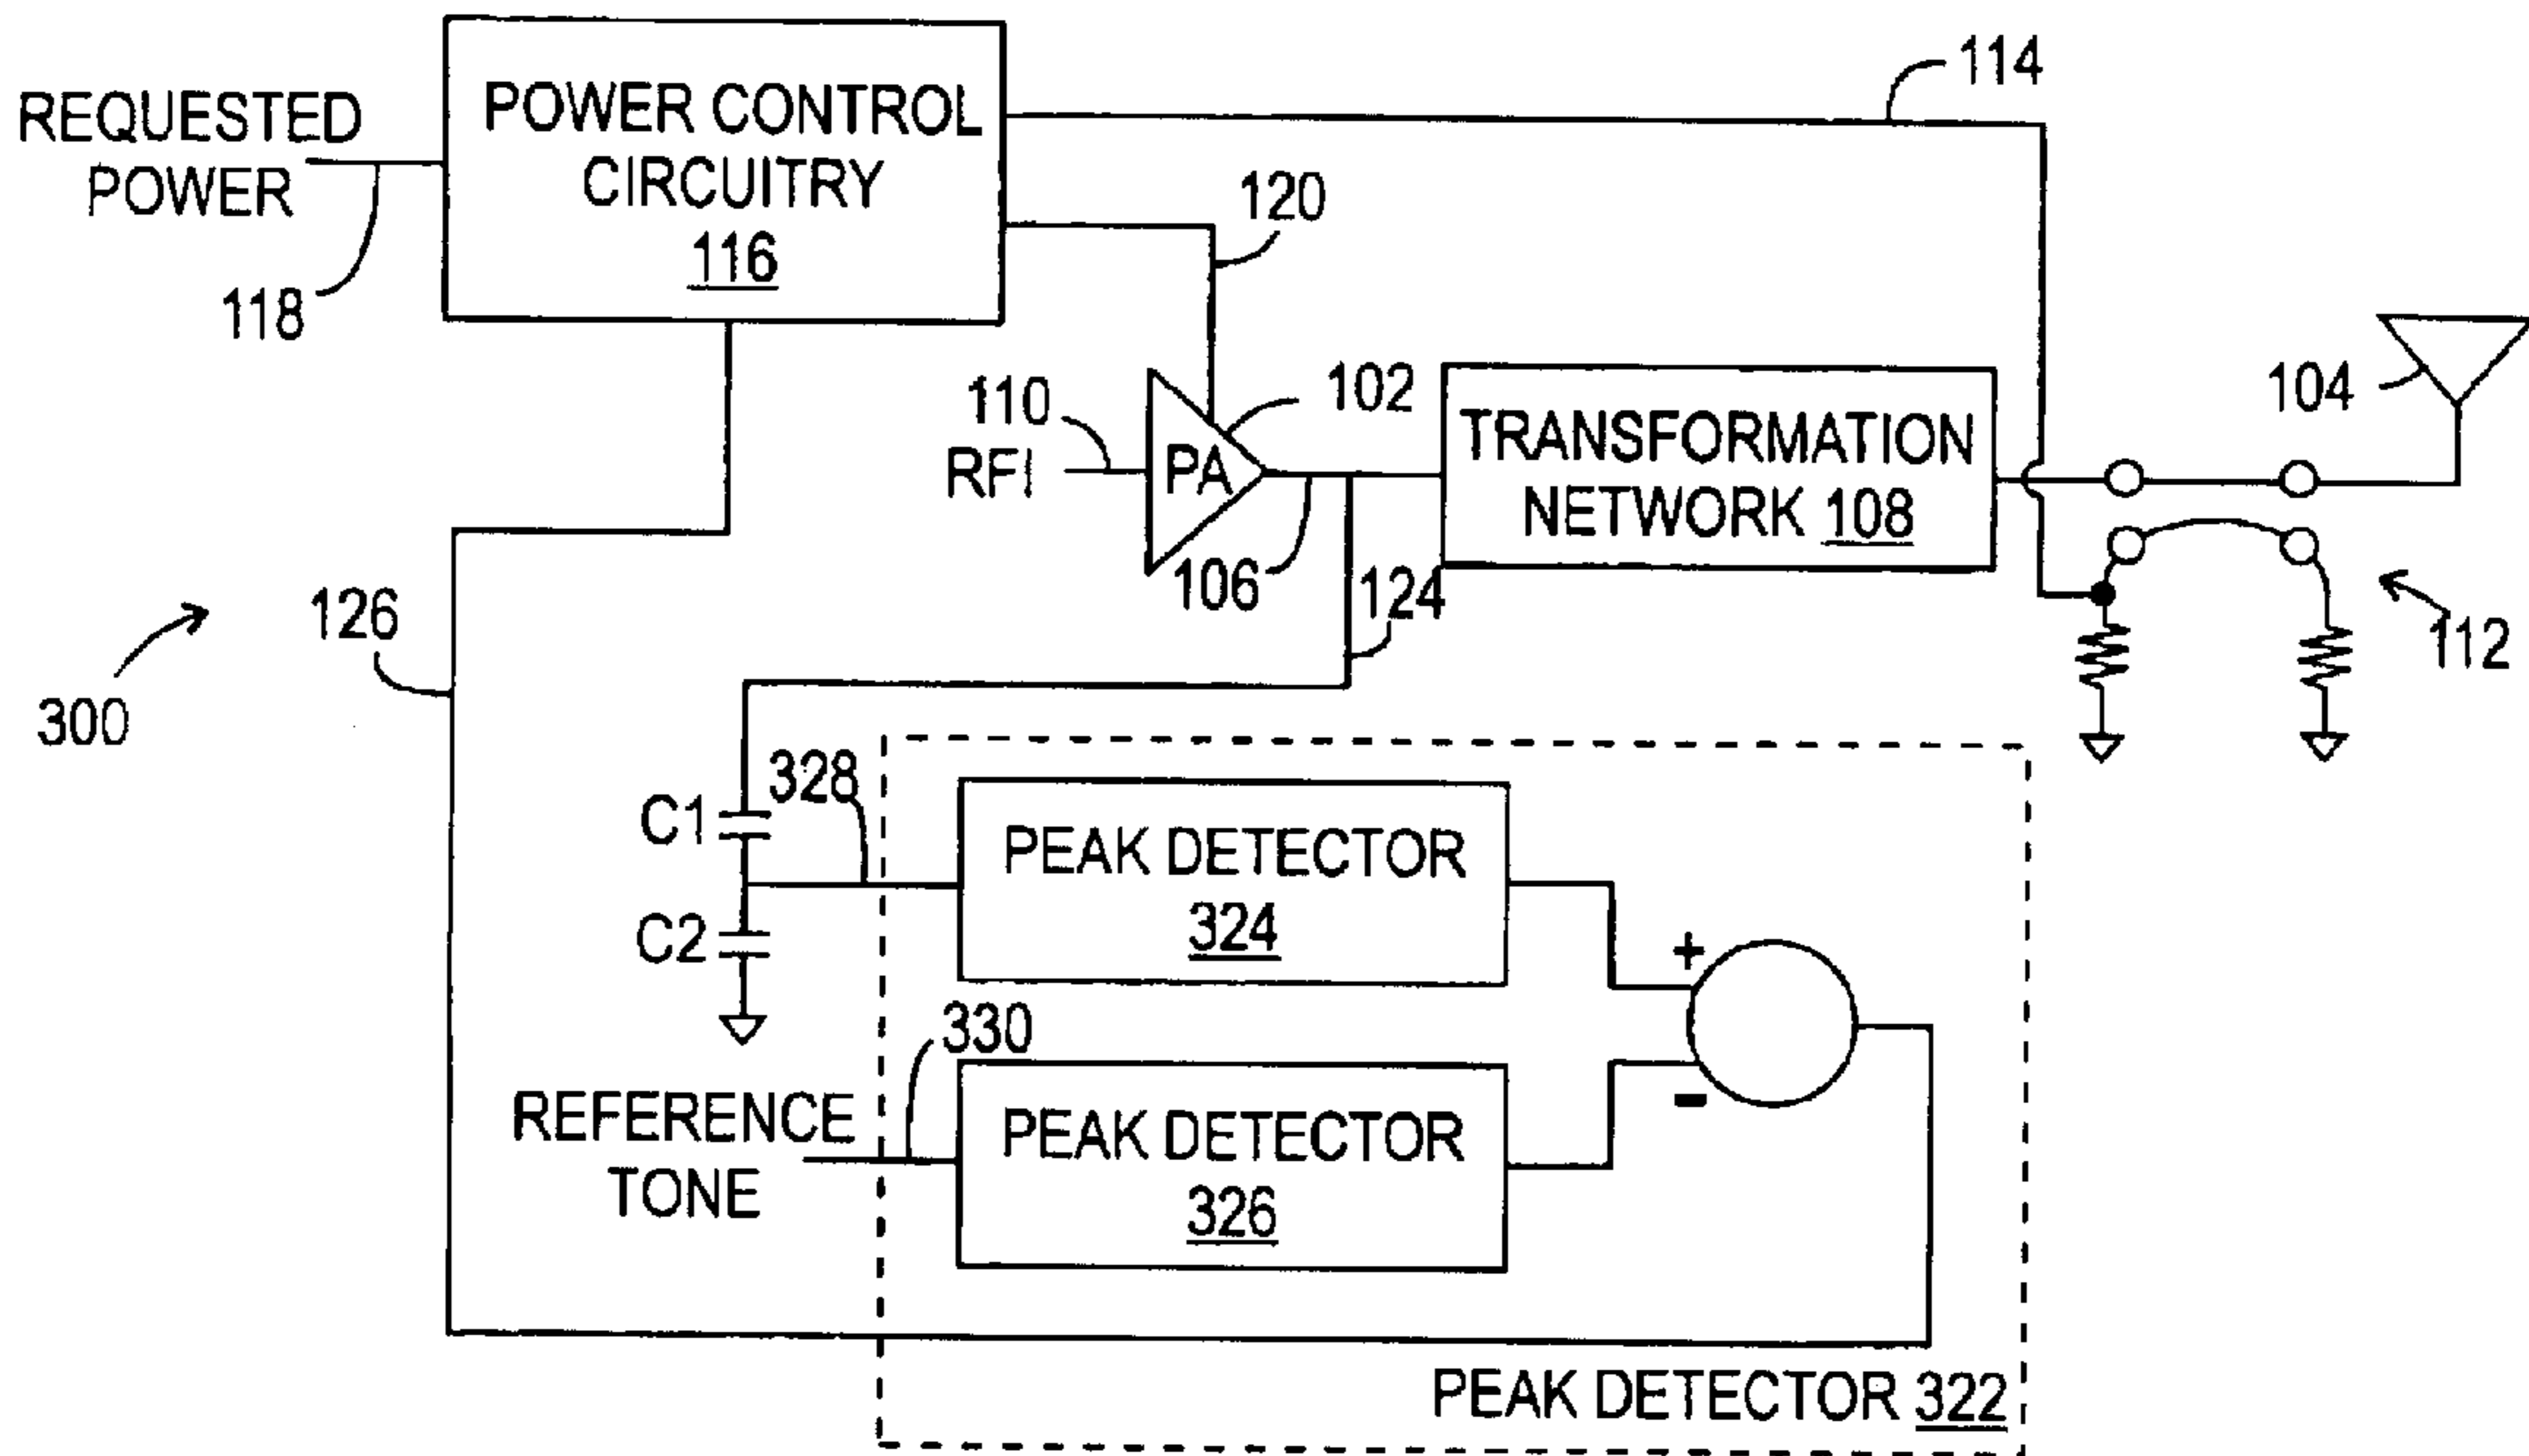 REQUESTED
POWER
118
POWER CONTROL
CIRCUITRY
116
114
120
110
RFI
PA
102
106
124
TRANSFORMATION
NETWORK 108
104
112
126
300
C1
C2
328
PEAK DETECTOR
324
+
-
330
REFERENCE
TONE
PEAK DETECTOR
326
PEAK DETECTOR 322